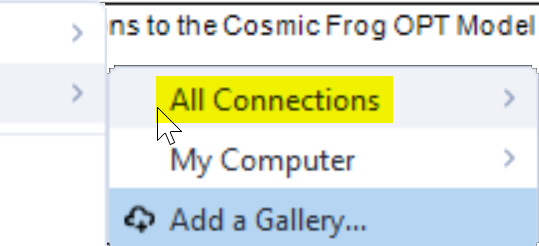 ns to the Cosmic Frog OPT Model
All Connections
My Computer
Add a Gallery...